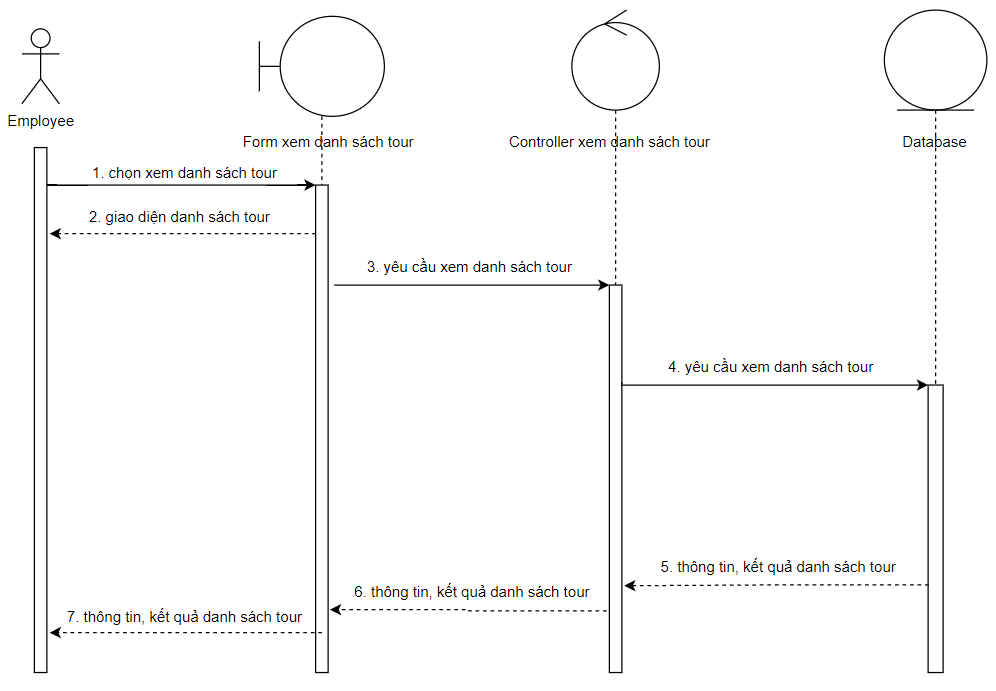 Employee
Form xem danh sách tour
Controller xem danh sách tour
Database
1. chọn xem danh sách tour
2. giao diện danh sách tour
3. yêu cầu xem danh sách tour
4. yêu cầu xem danh sách tour
5. thông tin, kết quả danh sách tour
6. thông tin, kết quả danh sách tour
7. thông tin, kết quả danh sách tour